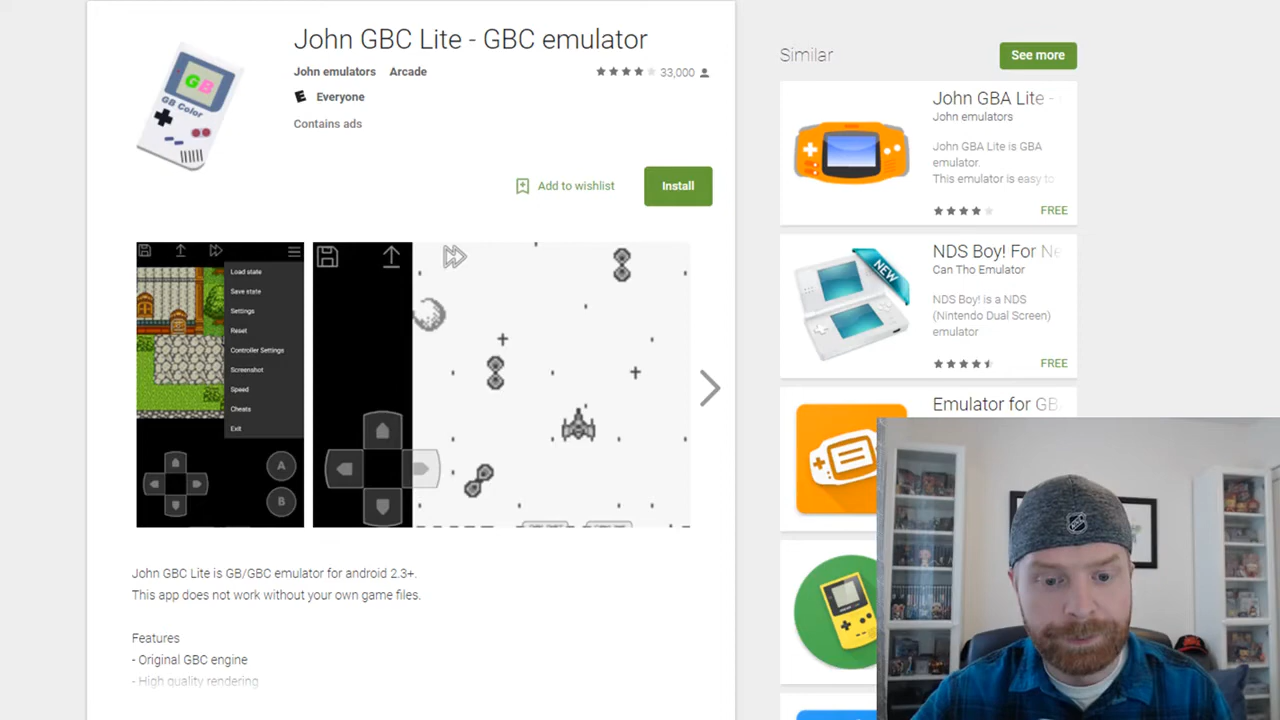 John GBC Lite - GBC emulator
John emulators Arcade
33,000
E Everyone
Contains ads
Add to wishlist
Install
GB
GB Color
Load state
Save state
Settings
Reset
Controller Settings
Screenshot
Speed
Cheats
Exit
A
B
John GBC Lite is GB/GBC emulator for android 2.3+.
This app does not work without your own game files.
Features
- Original GBC engine
- High quality rendering
Similar
See more
John GBA Lite -
John emulators
John GBA Lite is GBA
emulator.
This emulator is easy to
FREE
NEW
NDS Boy! For Ne
Can Tho Emulator
NDS Boy! is a NDS
(Nintendo Dual Screen)
emulator
FREE
Emulator for GB